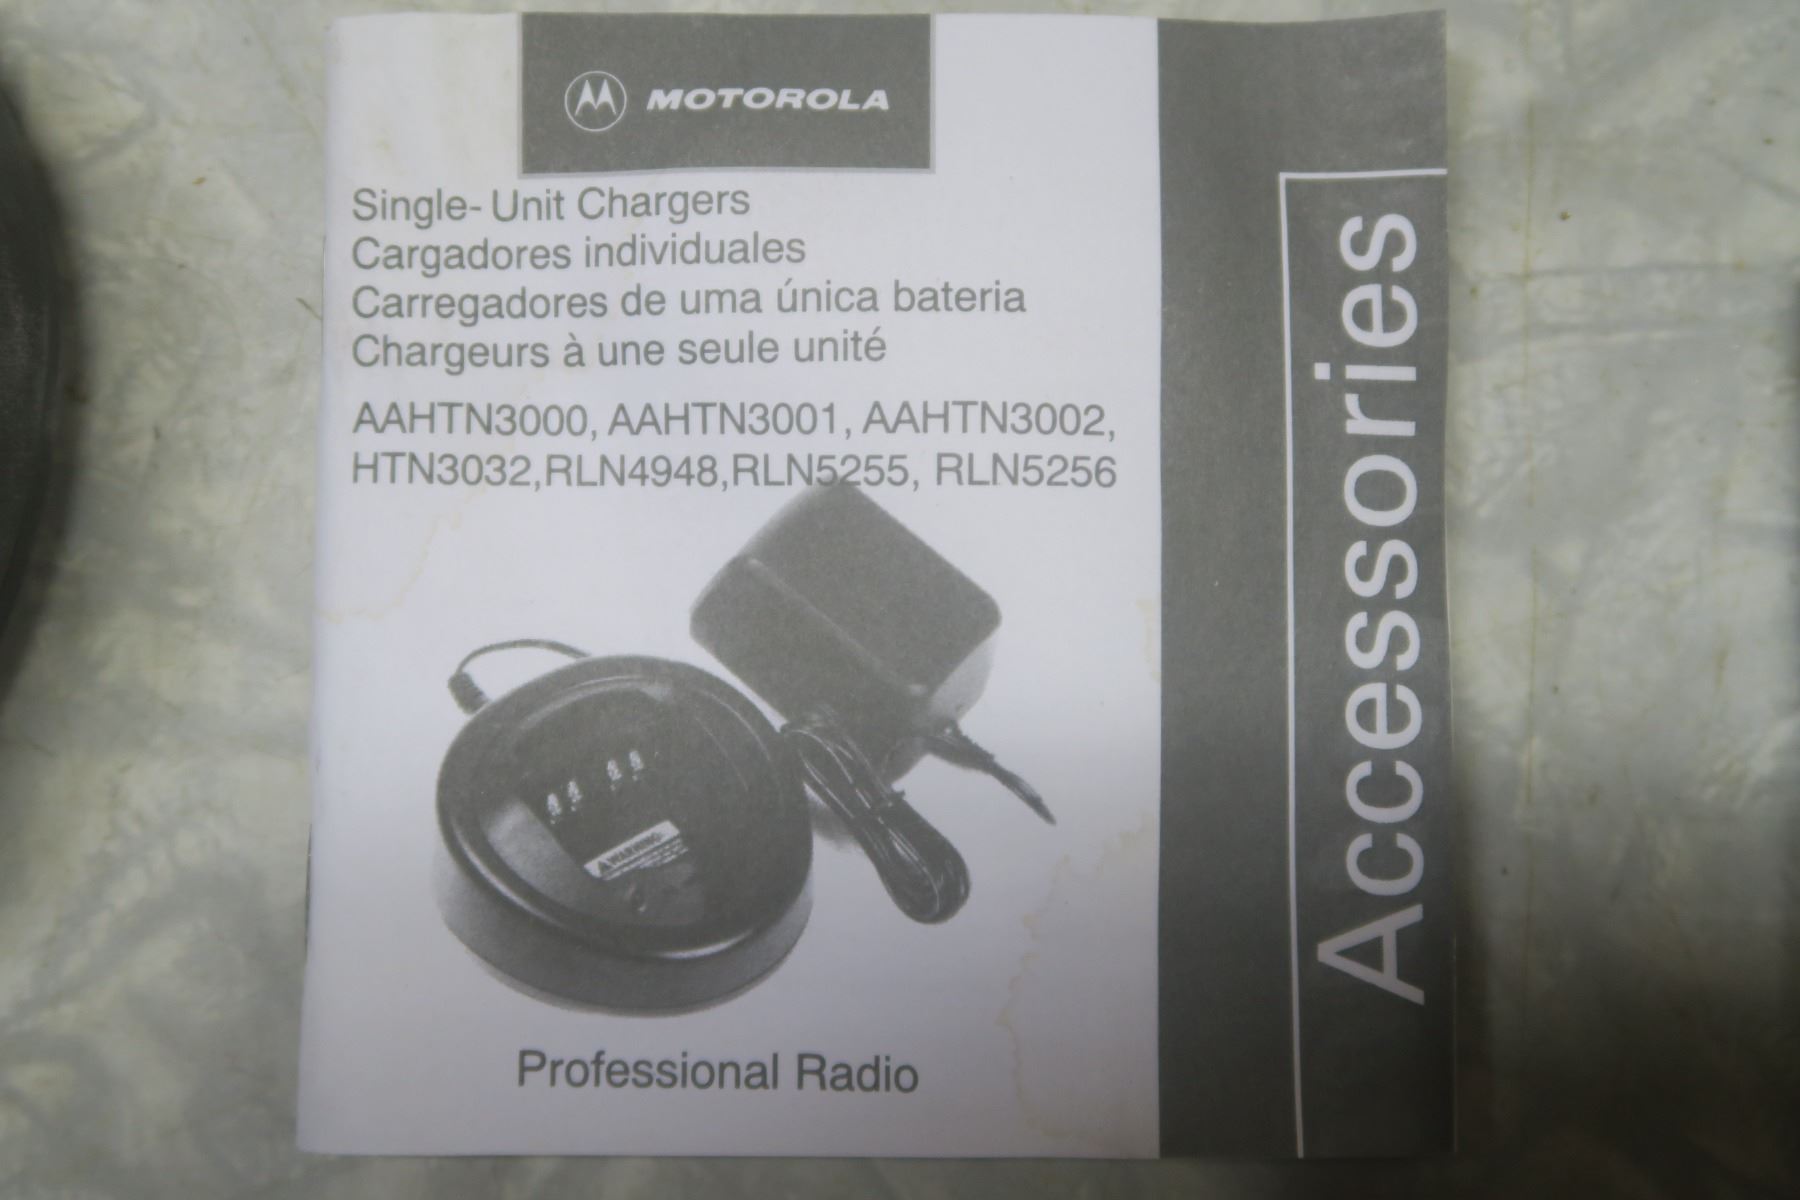 MOTOROLA
Single- Unit Chargers
Cargadores individuales
Carregadores de uma única bateria
Chargeurs à une seule unité
AAHTN3000, AAHTN3001, AAHTN3002,
HTN3032,RLN4948,RLN5255, RLN5256
WARNING
Professional Radio
Accessories